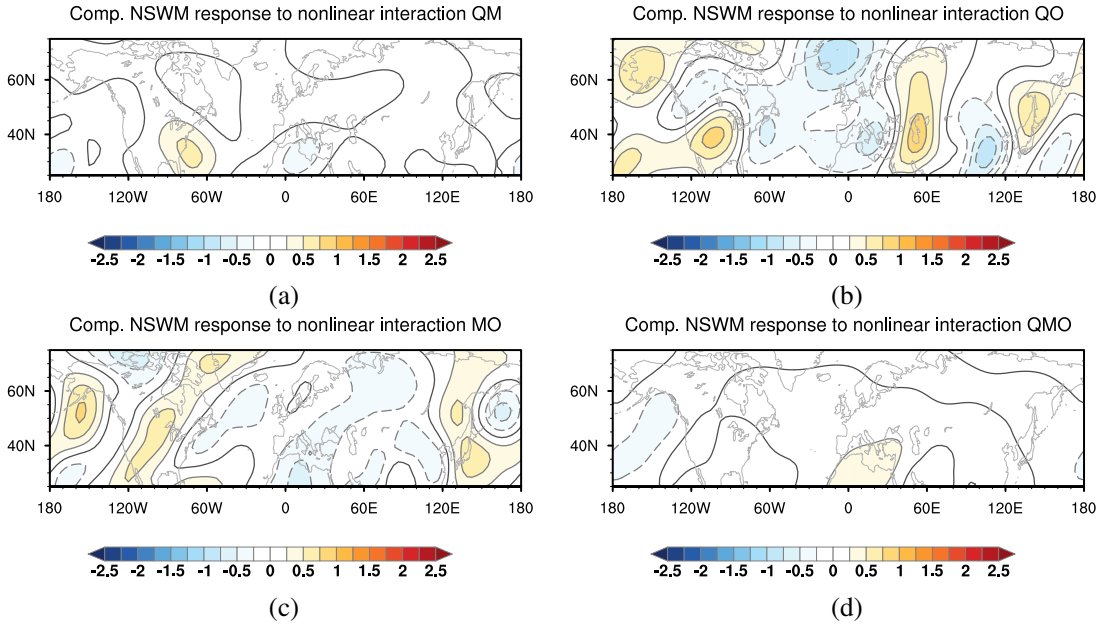 Comp. NSWM response to nonlinear interaction QM
Comp. NSWM response to nonlinear interaction QO
60N
40N
180 120W 60W 0 60E 120E 180
60N
40N
180 120W 60W 0 60E 120E 180
-2.5 -2 -1.5 -1 -0.5 0 0.5 1 1.5 2 2.5
-2.5 -2 -1.5 -1 -0.5 0 0.5 1 1.5 2 2.5
(a)
(b)
Comp. NSWM response to nonlinear interaction MO
Comp. NSWM response to nonlinear interaction QMO
60N
40N
180 120W 60W 0 60E 120E 180
60N
40N
180 120W 60W 0 60E 120E 180
-2.5 -2 -1.5 -1 -0.5 0 0.5 1 1.5 2 2.5
-2.5 -2 -1.5 -1 -0.5 0 0.5 1 1.5 2 2.5
(c)
(d)